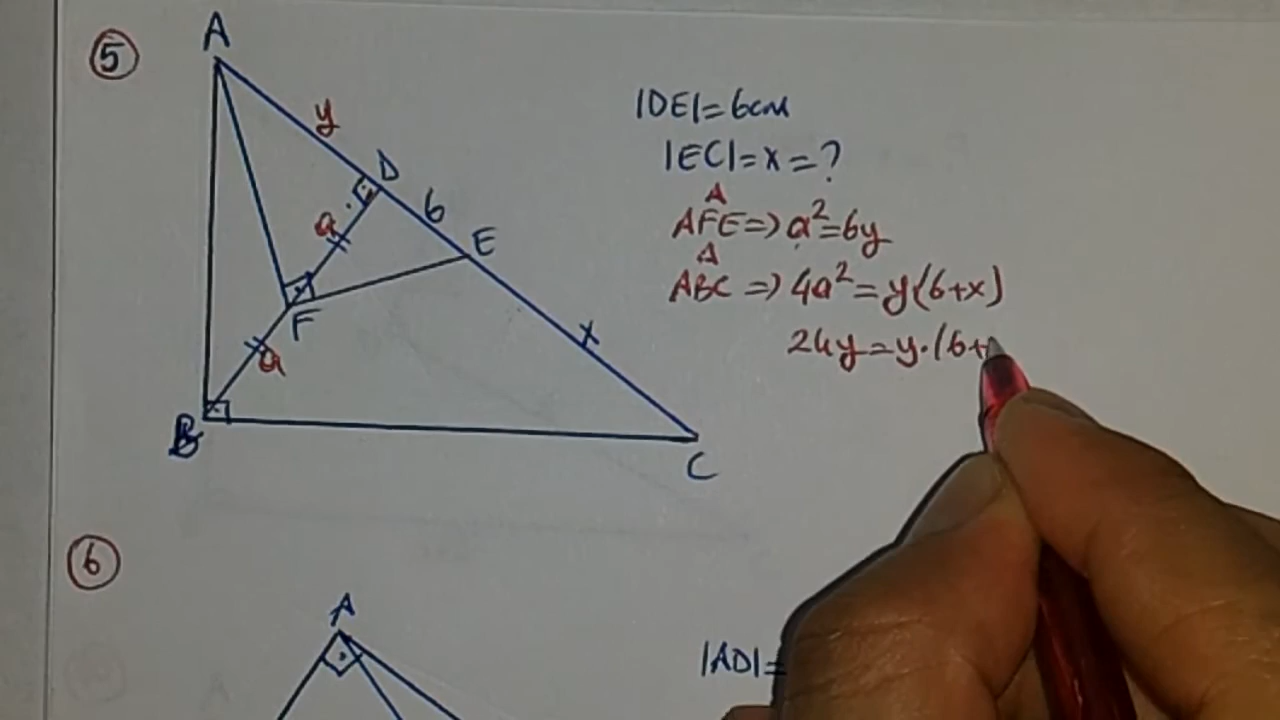 5
A
y
D
6
E
a
F
a
x
B
C
|DE|=6cm
|EC|=x=?
AFE=>a²=6y
ABC=>4a²=y(6+x)
24y=y.(6+
6
A
|AD|=